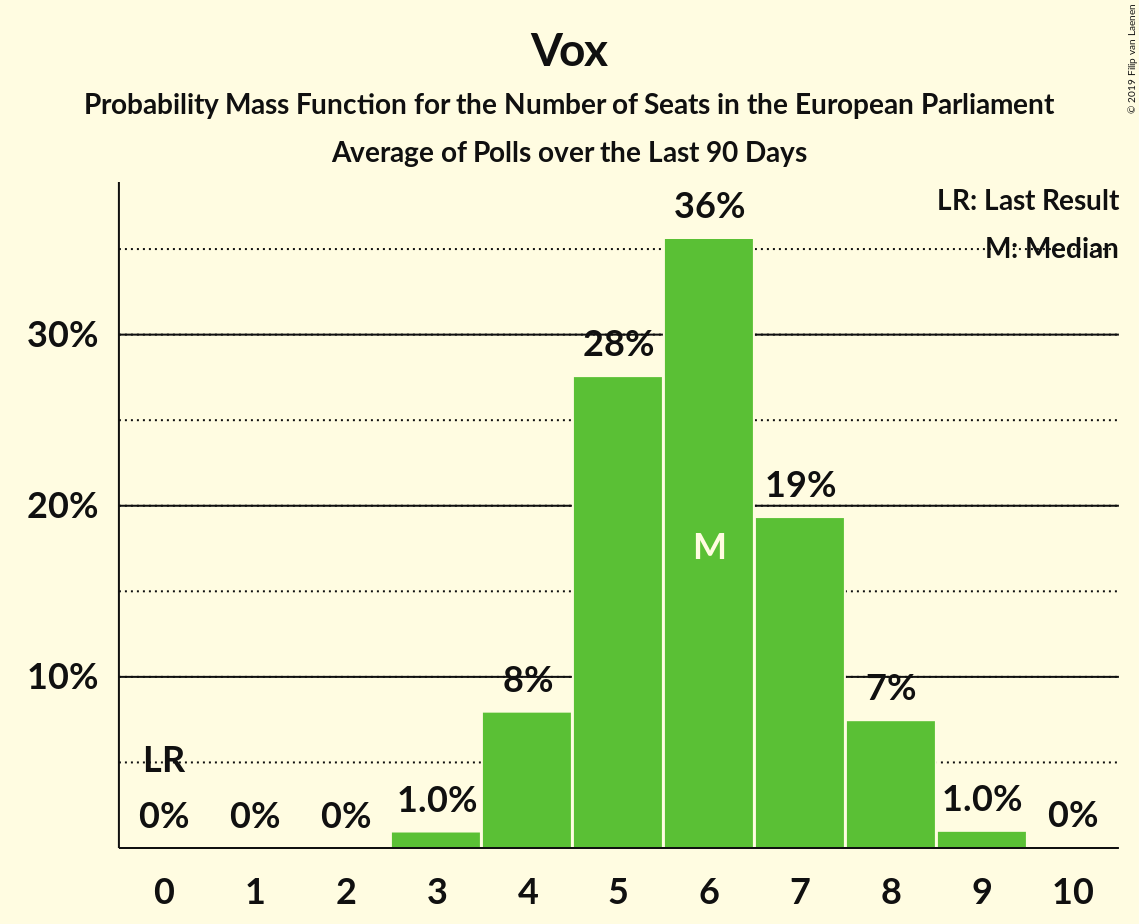 Vox
Probability Mass Function for the Number of Seats in the European Parliament
Average of Polls over the Last 90 Days
© 2019 Filip van Laenen
LR: Last Result
M: Median
36%
30%
28%
20%
19%
M
10%
8%
7%
LR
0%
0%
0%
1.0%
1.0%
0%
0 1 2 3 4 5 6 7 8 9 10